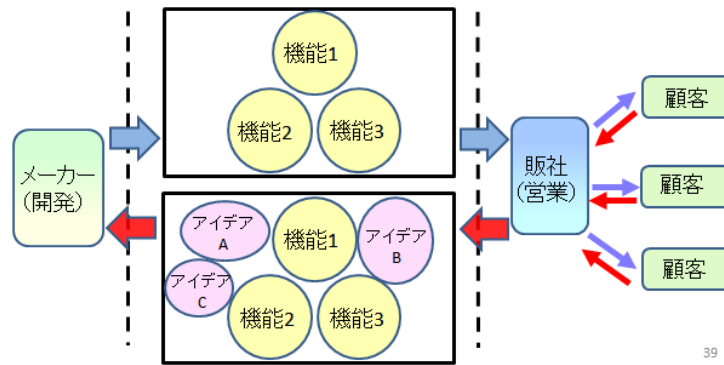 機能1
機能2
機能3
メーカー
(開発)
アイデア
A
アイデア
C
機能1
アイデア
B
機能2
機能3
販社
(営業)
顧客
顧客
顧客
39